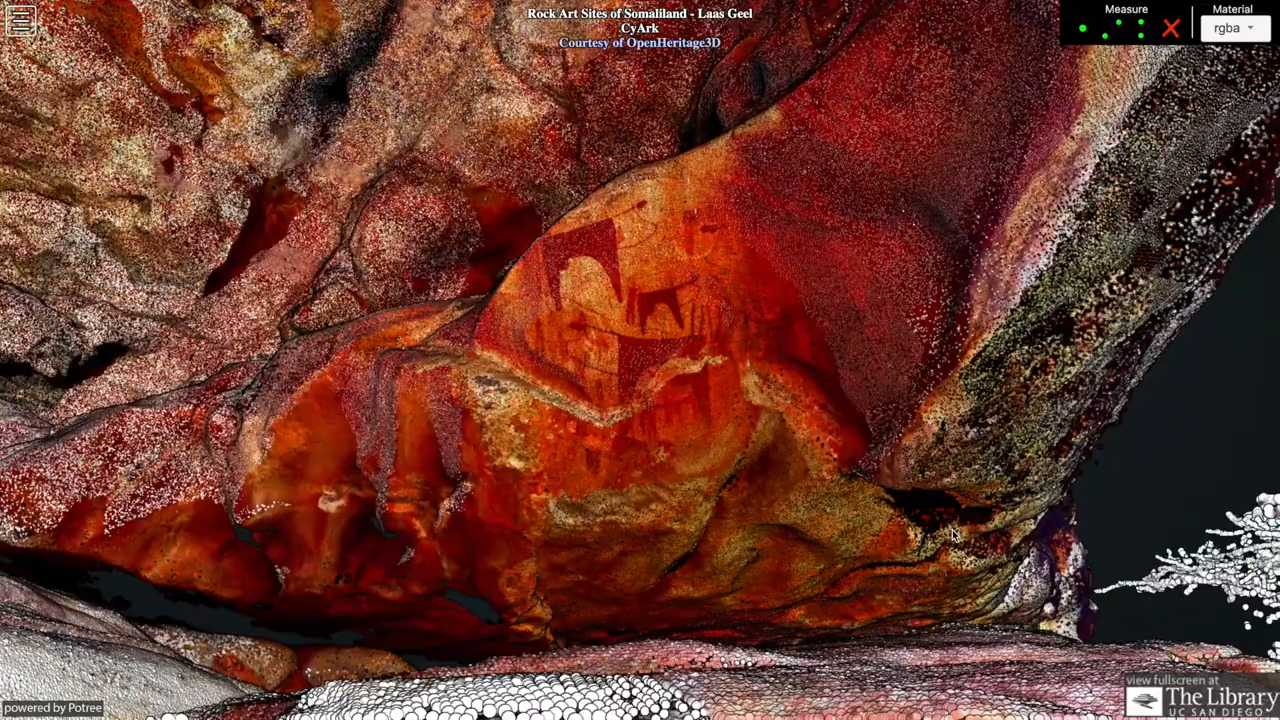 Rock Art Sites of Somaliland - Laas Geel
CyArk
Courtesy of OpenHeritage3D
Measure
Material
rgba
powered by Potree
view fullscreen at
The Library
UC SAN DIEGO